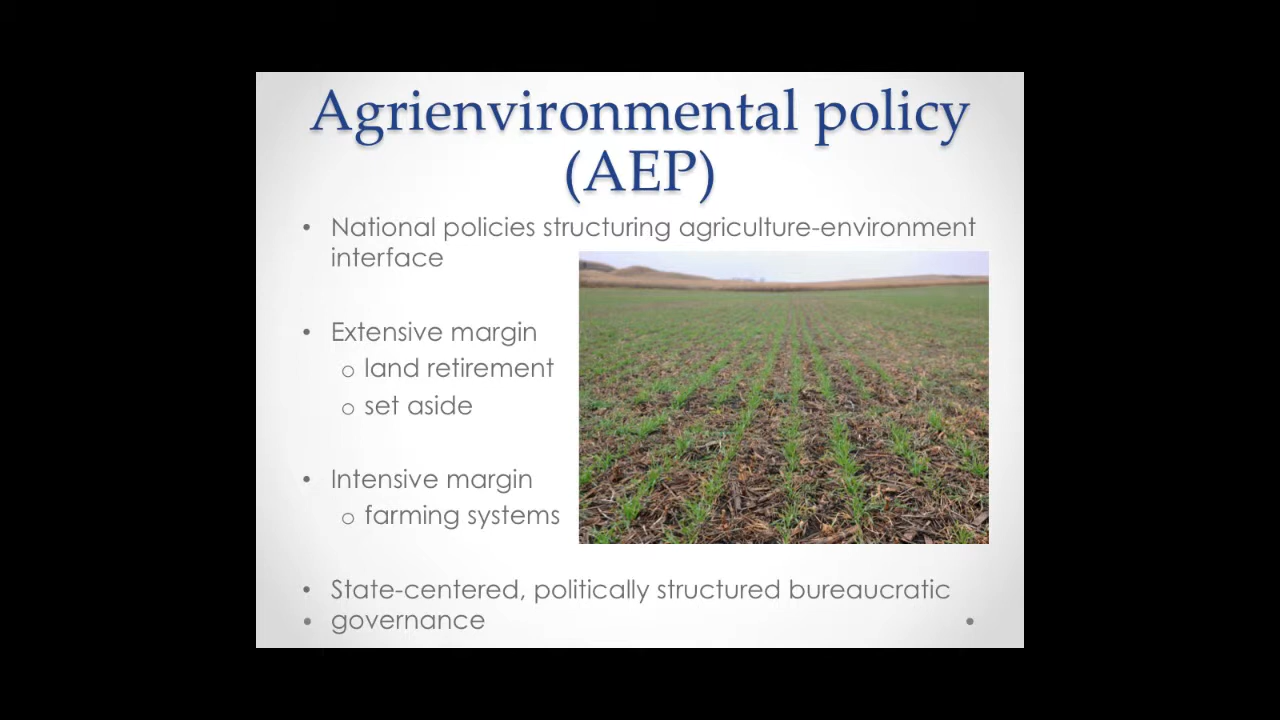 Agrienvironmental policy
(AEP)
• National policies structuring agriculture-environment
interface
• Extensive margin
o land retirement
o set aside
• Intensive margin
o farming systems
• State-centered, politically structured bureaucratic
• governance